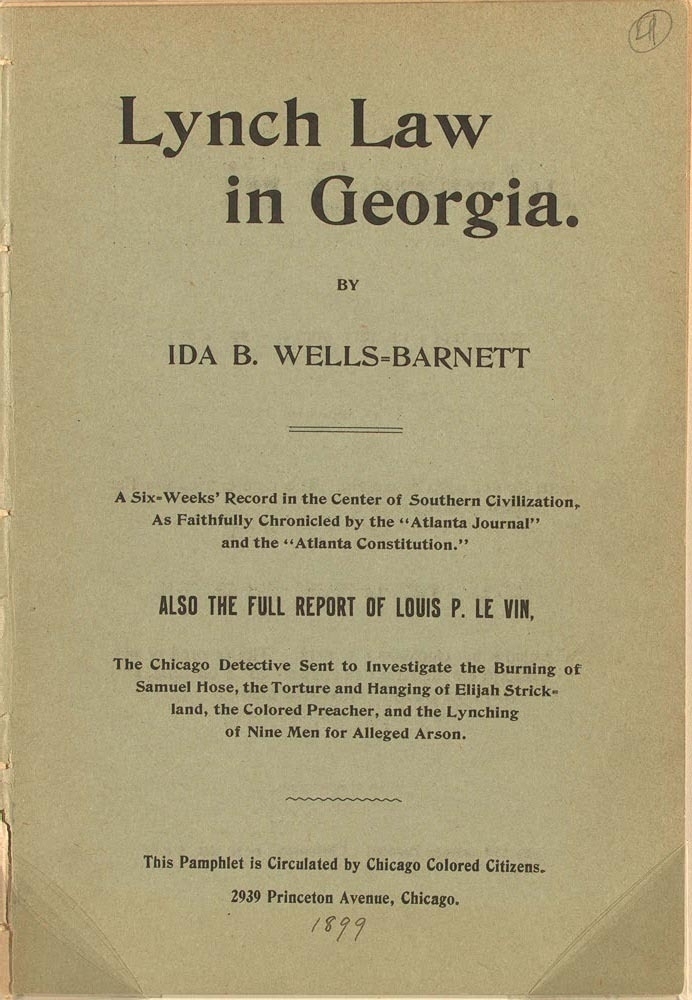 Lynch Law
in Georgia.
BY
IDA B. WELLS=BARNETT
A Six=Weeks' Record in the Center of Southern Civilization,
As Faithfully Chronicled by the "Atlanta Journal"
and the "Atlanta Constitution."
ALSO THE FULL REPORT OF LOUIS P. LE VIN,
The Chicago Detective Sent to Investigate the Burning of
Samuel Hose, the Torture and Hanging of Elijah Strick=
land, the Colored Preacher, and the Lynching
of Nine Men for Alleged Arson.
This Pamphlet is Circulated by Chicago Colored Citizens.
2939 Princeton Avenue, Chicago.
1899